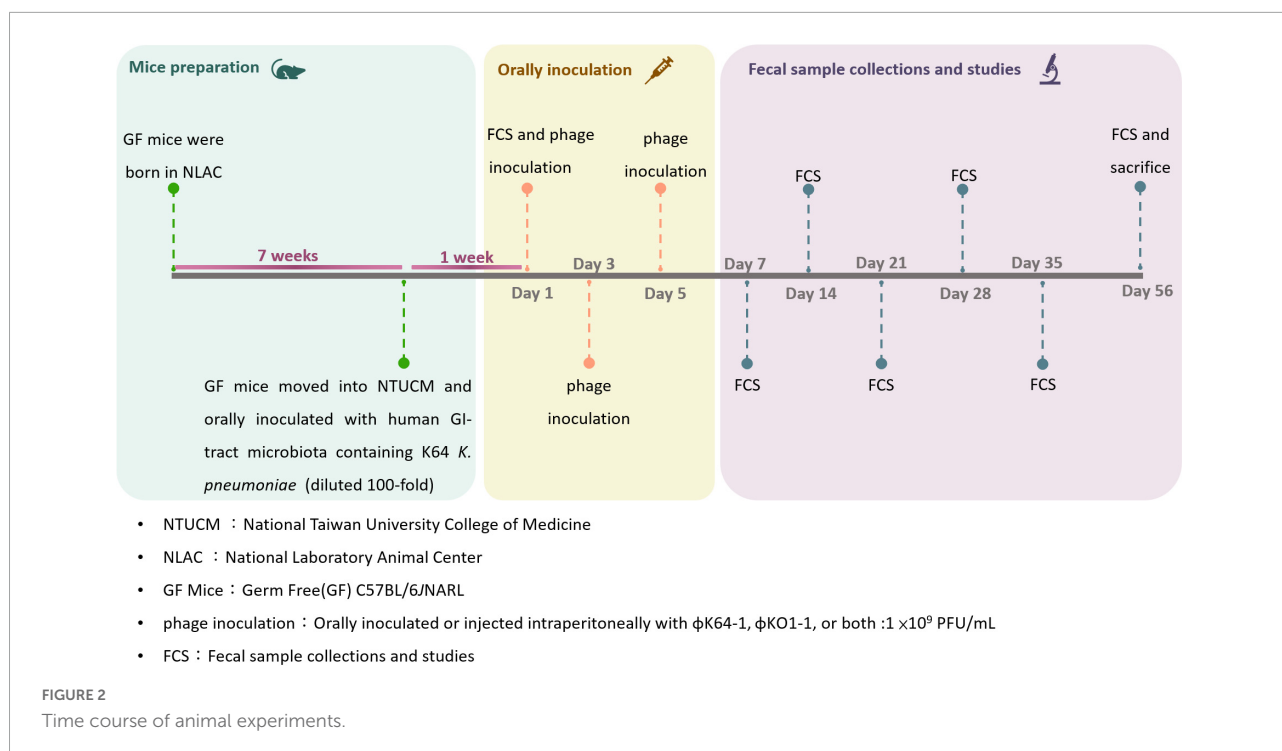 Mice preparation
Orally inoculation
Fecal sample collections and studies
GF mice were
born in NLAC
FCS and phage
inoculation
phage
inoculation
FCS
FCS
FCS and
sacrifice
7 weeks
1 week
Day 3
Day 7
Day 21
Day 35
Day 1
Day 5
Day 14
Day 28
Day 56
GF mice moved into NTUCM and
orally inoculated with human GI-
tract microbiota containing K64 K.
pneumoniae (diluted 100-fold)
phage
inoculation
FCS
FCS
FCS
• NTUCM：National Taiwan University College of Medicine
• NLAC ：National Laboratory Animal Center
• GF Mice：Germ Free(GF) C57BL/6JNARL
• phage inoculation：Orally inoculated or injected intraperitoneally with ϕK64-1, ϕKO1-1, or both :1 ×10⁹ PFU/mL
• FCS：Fecal sample collections and studies
FIGURE 2
Time course of animal experiments.